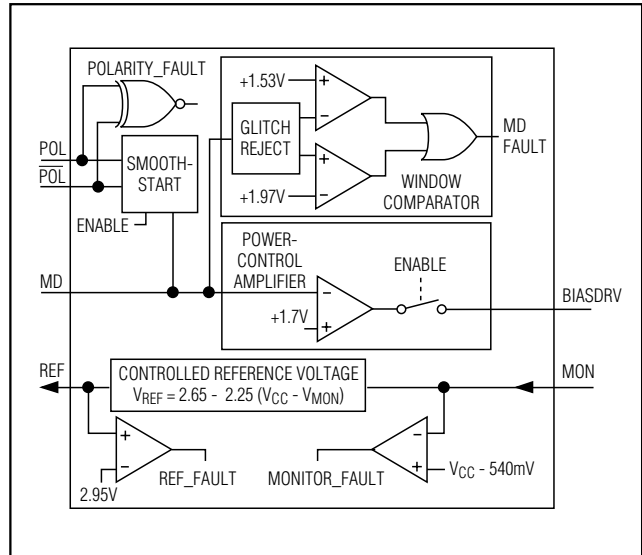 POLARITY_FAULT
+1.53V
+
−
GLITCH
REJECT
MD
FAULT
POL
POL
SMOOTH-
START
+
−
+1.97V
WINDOW
COMPARATOR
ENABLE
POWER-
CONTROL
AMPLIFIER
ENABLE
MD
−
+1.7V
+
BIASDRV
REF
CONTROLLED REFERENCE VOLTAGE
VREF = 2.65 - 2.25 (VCC - VMON)
MON
+
−
2.95V
REF_FAULT
MONITOR_FAULT
−
+
VCC - 540mV